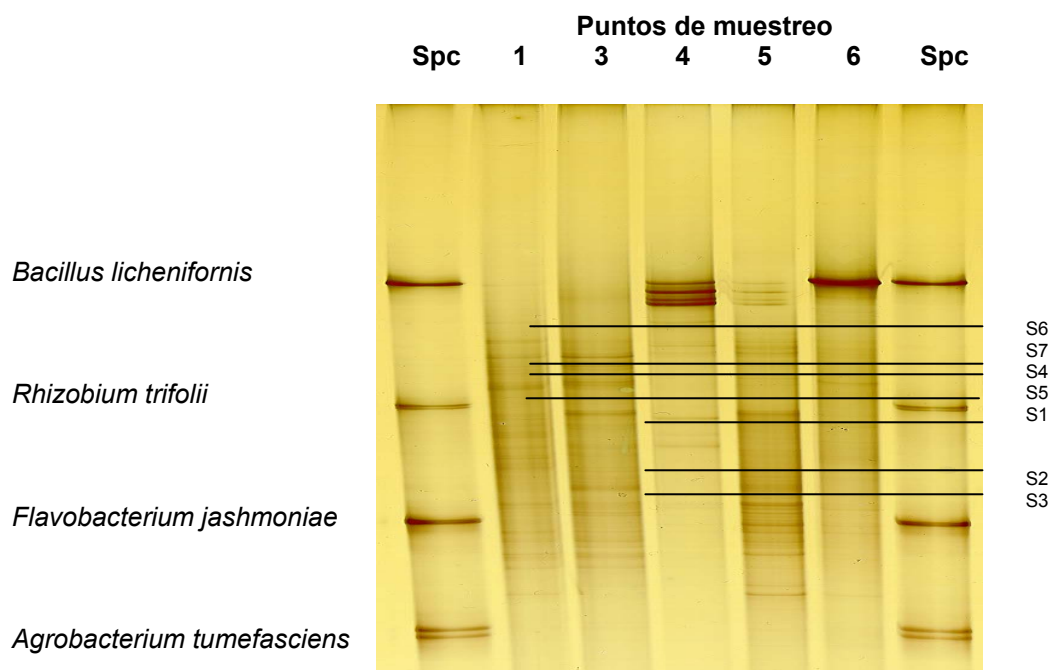 Puntos de muestreo
Spc 1 3 4 5 6 Spc
Bacillus lichenifornis
S6
S7
S4
Rhizobium trifolii
S5
S1
S2
S3
Flavobacterium jashmoniae
Agrobacterium tumefasciens